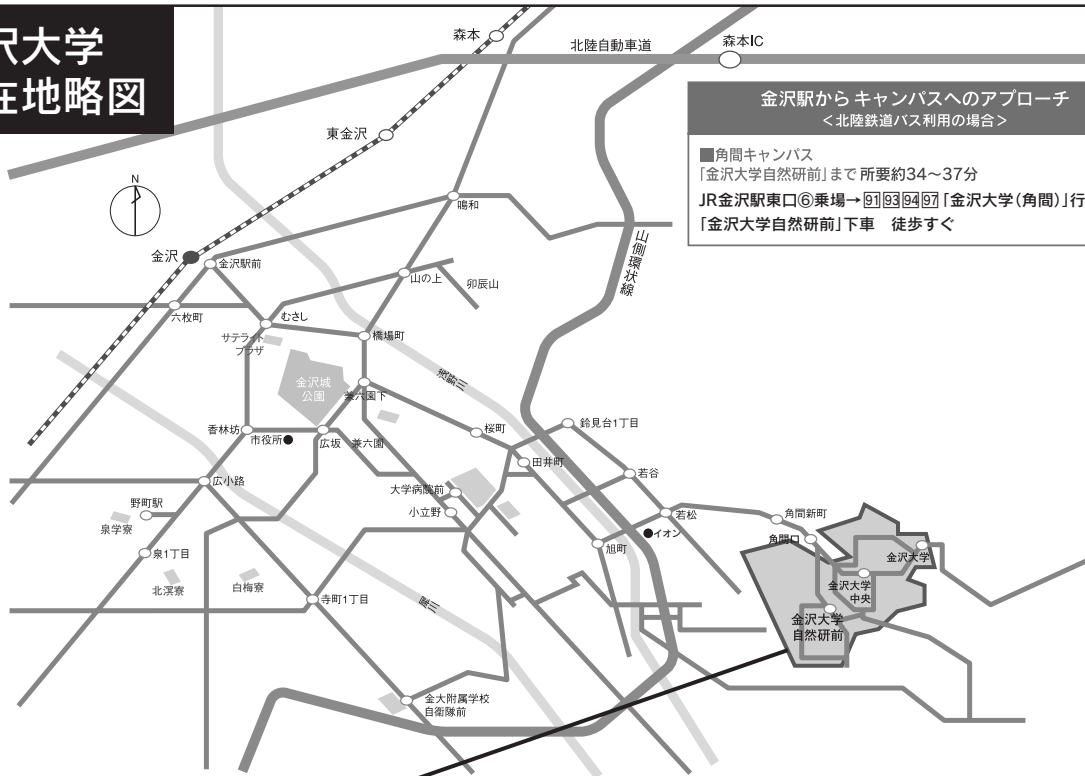 沢大学
在地略図
森本
北陸自動車道
森本IC
東金沢
金沢駅からキャンパスへのアプローチ
<北陸鉄道バス利用の場合>
■角間キャンパス
「金沢大学自然研前」まで 所要約34〜37分
JR金沢駅東口⑥乗場→91 93 94 97「金沢大学(角間)」行
「金沢大学自然研前」下車 徒歩すぐ
N
鳴和
山側環状線
金沢
金沢駅前
山の上
卯辰山
六枚町
むさし
サテライト
プラザ
橋場町
金沢城
公園
浅野川
兼六園下
香林坊
市役所
広坂
兼六園
桜町
鈴見台1丁目
田井町
若谷
広小路
大学病院前
小立野
野町駅
泉学寮
若松
イオン
角間新町
角間口
旭町
泉1丁目
金沢大学
北溟寮
白梅寮
金沢大学
中央
寺町1丁目
犀川
金沢大学
自然研前
金大附属学校
自衛隊前